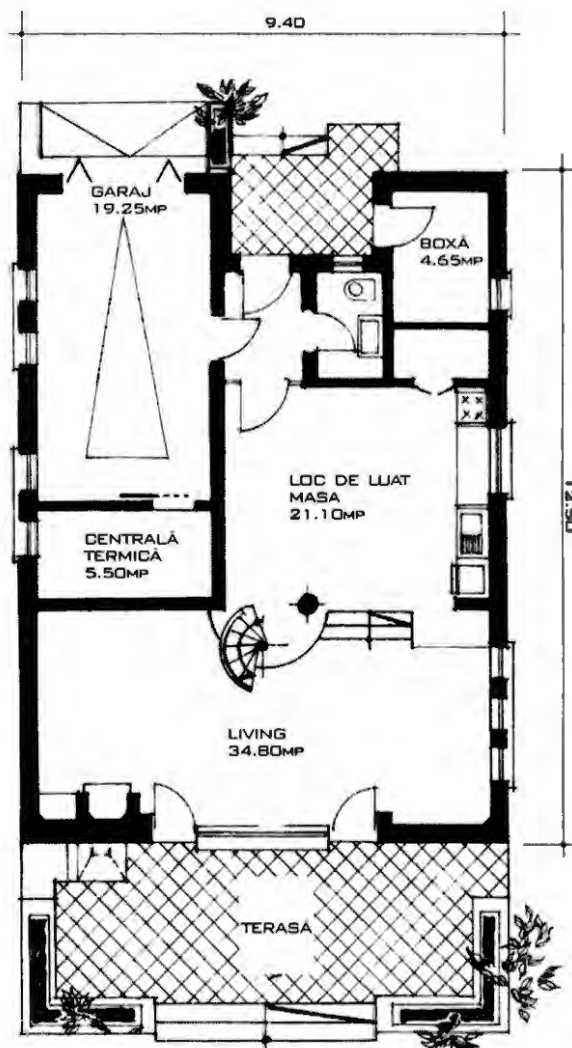 9.40
GARAJ
19.25MP
BOXĂ
4.65MP
LOC DE LUAT
MASA
21.10MP
CENTRALĂ
TERMICĂ
5.50MP
LIVING
34.80MP
TERASĂ